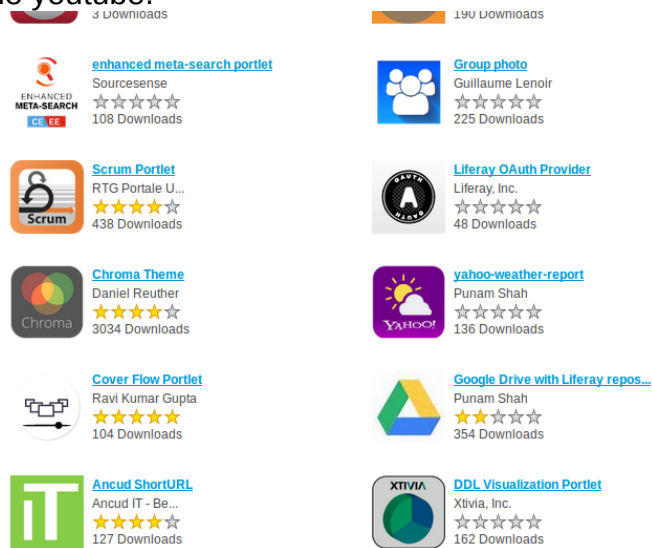 ne youtube.
3 Downloads
190 Downloads
ENHANCED
META-SEARCH
CE EE
enhanced meta-search portlet
Sourcesense
108 Downloads
Group photo
Guillaume Lenoir
225 Downloads
Scrum
Scrum Portlet
RTG Portale U...
438 Downloads
OAUTH
A
OAUTH
Liferay OAuth Provider
Liferay, Inc.
48 Downloads
Chroma
Chroma Theme
Daniel Reuther
3034 Downloads
YAHOO!
yahoo-weather-report
Punam Shah
136 Downloads
Cover Flow Portlet
Ravi Kumar Gupta
104 Downloads
Google Drive with Liferay repos...
Punam Shah
354 Downloads
iT
Ancud ShortURL
Ancud IT - Be...
127 Downloads
XTIVIA
DDL Visualization Portlet
Xtivia, Inc.
162 Downloads